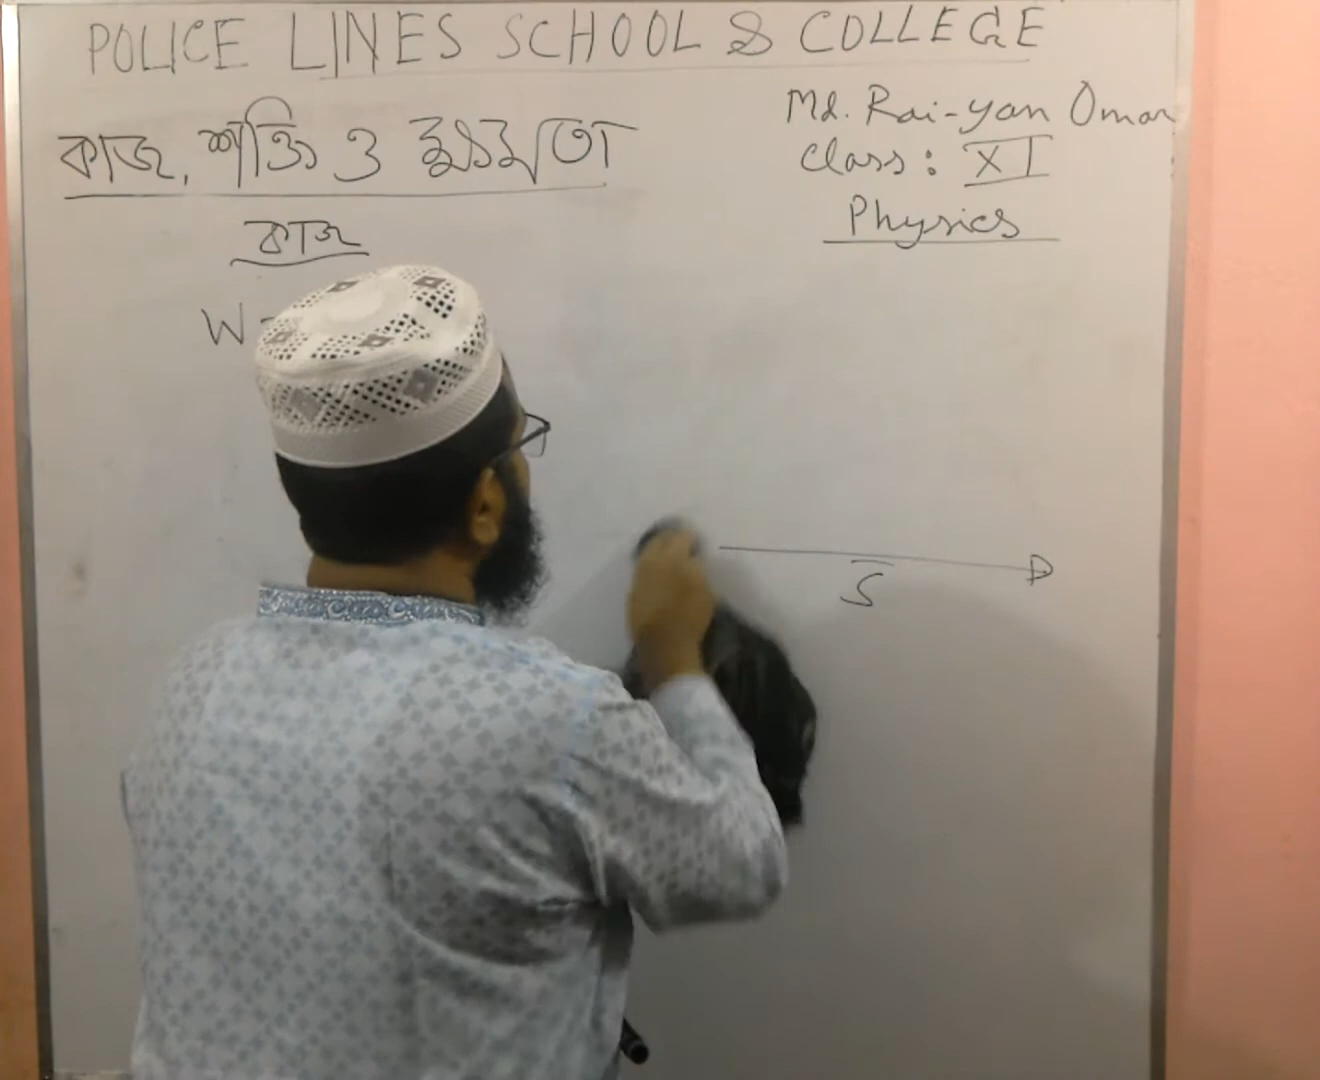 POLICE LINES SCHOOL & COLLEGE
Md. Rai-yan Omar
কাজ, শক্তি ও ক্ষমতা
Class: XI
Physics
কাজ
W =
S